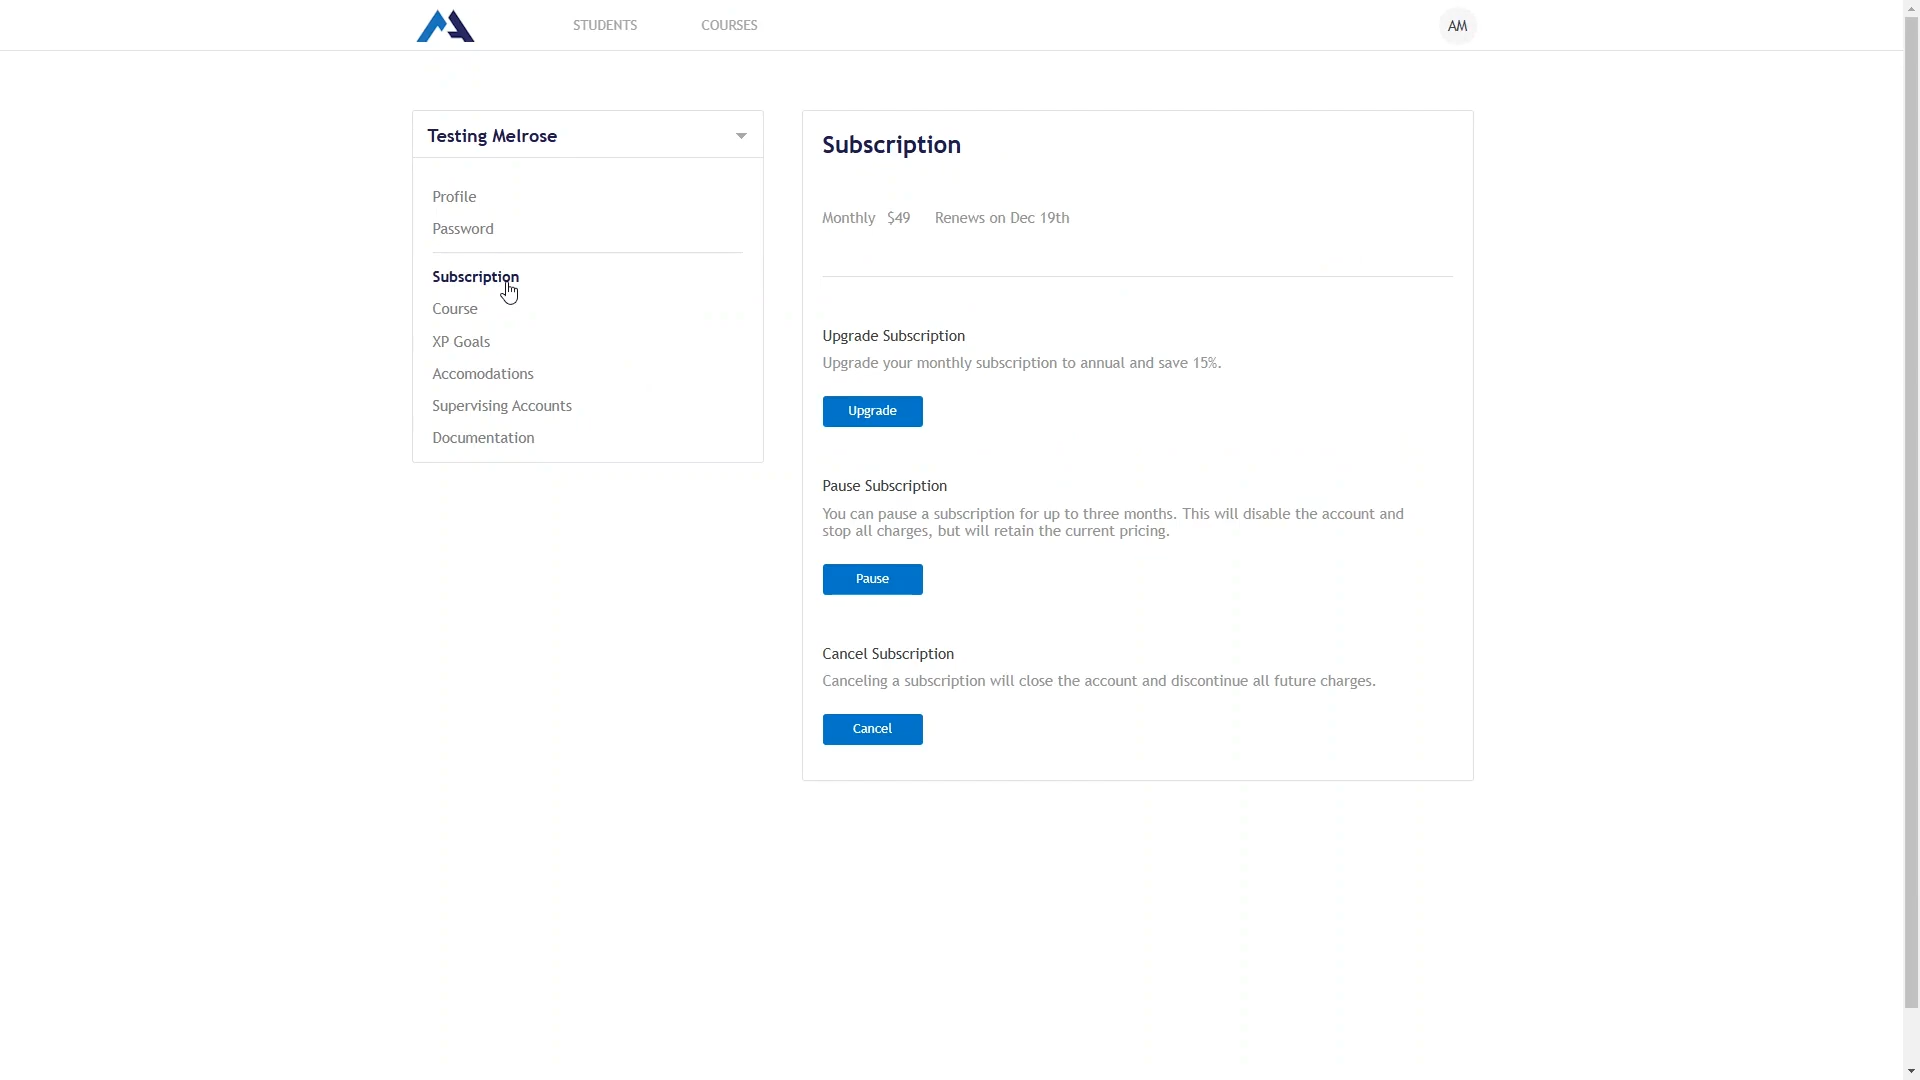 STUDENTS
COURSES
AM
Testing Melrose
Profile
Password
Subscription
Course
XP Goals
Accomodations
Supervising Accounts
Documentation
Subscription
Monthly $49 Renews on Dec 19th
Upgrade Subscription
Upgrade your monthly subscription to annual and save 15%.
Upgrade
Pause Subscription
You can pause a subscription for up to three months. This will disable the account and
stop all charges, but will retain the current pricing.
Pause
Cancel Subscription
Canceling a subscription will close the account and discontinue all future charges.
Cancel